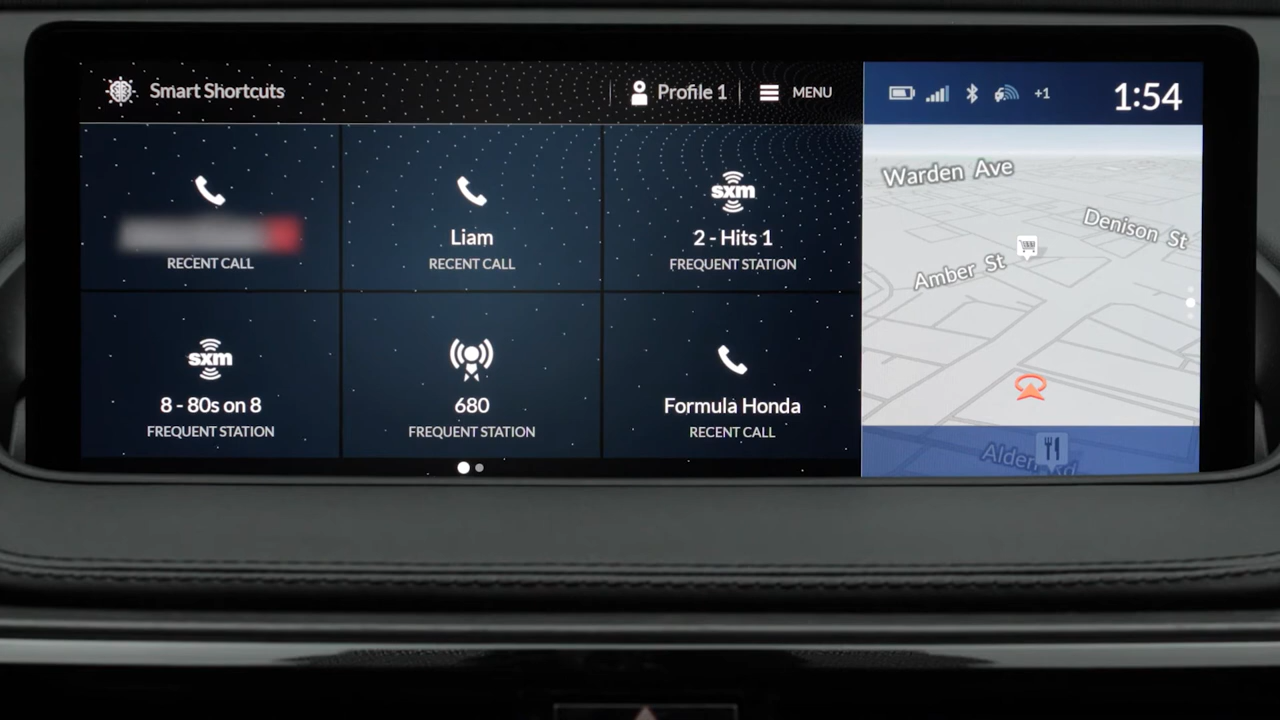 Smart Shortcuts
Profile 1
MENU
+1
1:54
RECENT CALL
Liam
RECENT CALL
sxm
2 - Hits 1
FREQUENT STATION
sxm
8 - 80s on 8
FREQUENT STATION
680
FREQUENT STATION
Formula Honda
RECENT CALL
Warden Ave
Denison St
Amber St